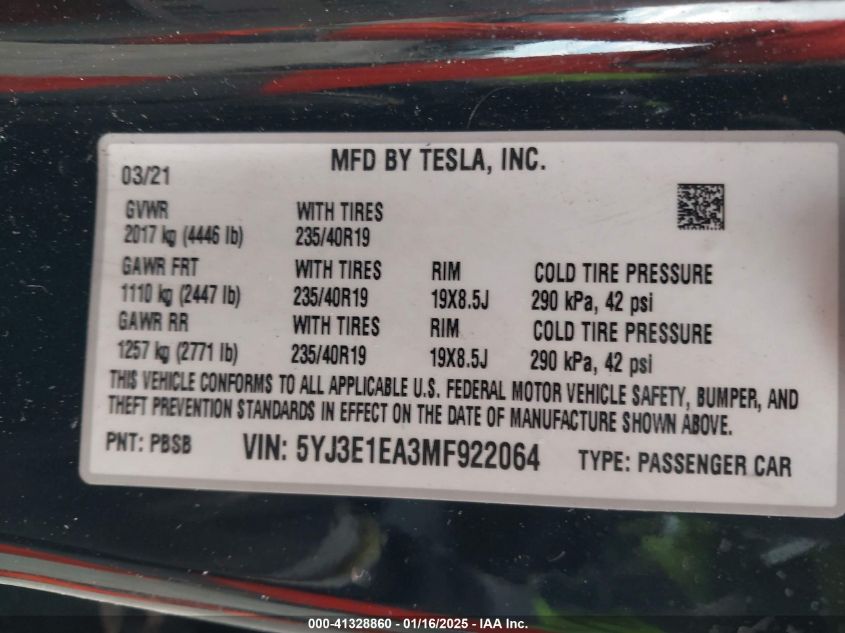 MFD BY TESLA, INC.
03/21
GVWR WITH TIRES
2017 kg (4446 lb) 235/40R19
GAWR FRT WITH TIRES RIM COLD TIRE PRESSURE
1110 kg (2447 lb) 235/40R19 19X8.5J 290 kPa, 42 psi
GAWR RR WITH TIRES RIM COLD TIRE PRESSURE
1257 kg (2771 lb) 235/40R19 19X8.5J 290 kPa, 42 psi
THIS VEHICLE CONFORMS TO ALL APPLICABLE U.S. FEDERAL MOTOR VEHICLE SAFETY, BUMPER, AND
THEFT PREVENTION STANDARDS IN EFFECT ON THE DATE OF MANUFACTURE SHOWN ABOVE.
PNT: PBSB VIN: 5YJ3E1EA3MF922064 TYPE: PASSENGER CAR
000-41328860 - 01/16/2025 - IAA Inc.